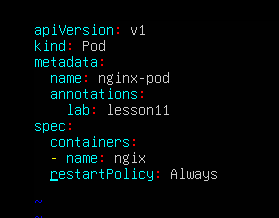 apiVersion: v1
kind: Pod
metadata:
  name: nginx-pod
  annotations:
    lab: lesson11
spec:
  containers:
  - name: ngix
  restartPolicy: Always
~